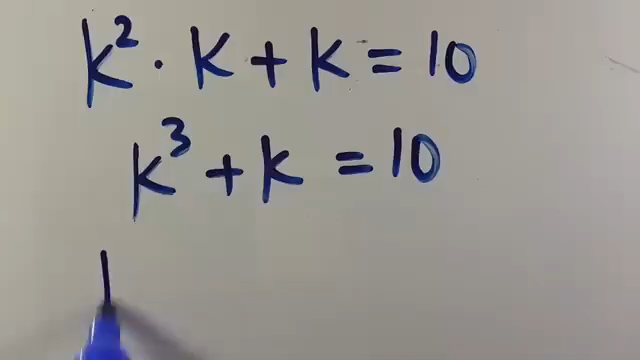 k² · k + k = 10
k³ + k = 10